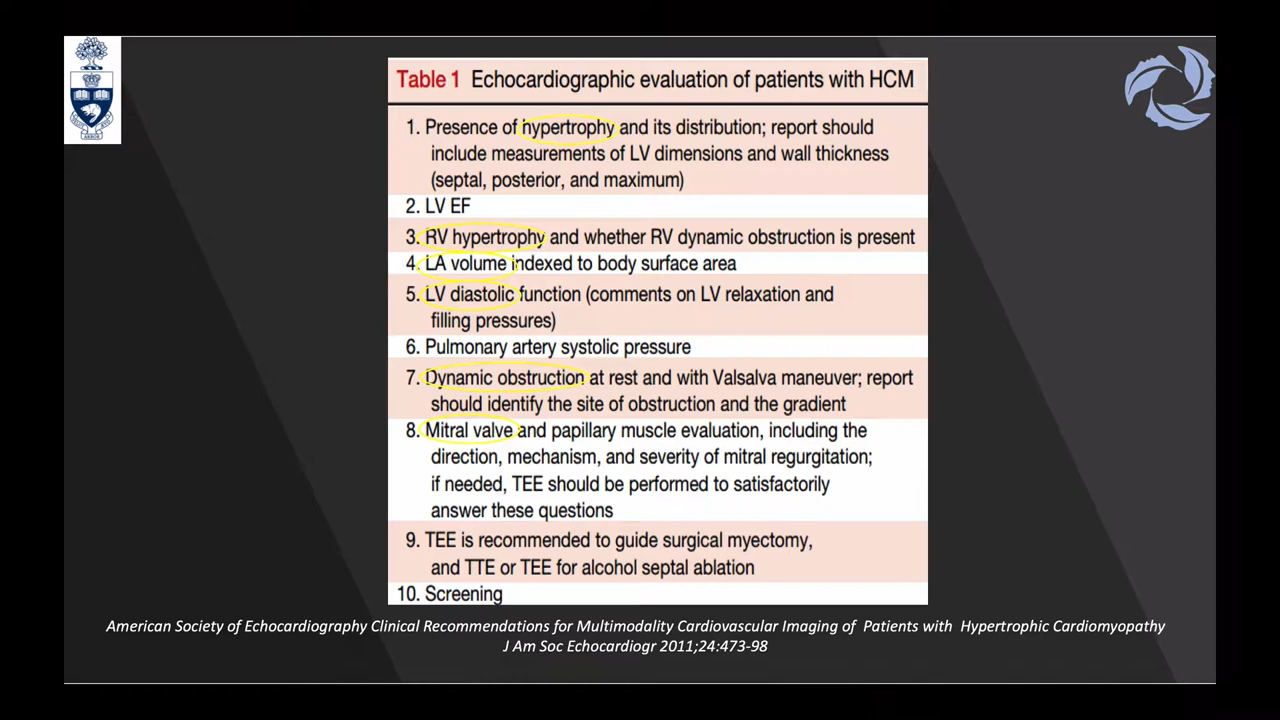 Table 1 Echocardiographic evaluation of patients with HCM
1. Presence of hypertrophy and its distribution; report should
include measurements of LV dimensions and wall thickness
(septal, posterior, and maximum)
2. LV EF
3. RV hypertrophy and whether RV dynamic obstruction is present
4. LA volume indexed to body surface area
5. LV diastolic function (comments on LV relaxation and
filling pressures)
6. Pulmonary artery systolic pressure
7. Dynamic obstruction at rest and with Valsalva maneuver; report
should identify the site of obstruction and the gradient
8. Mitral valve and papillary muscle evaluation, including the
direction, mechanism, and severity of mitral regurgitation;
if needed, TEE should be performed to satisfactorily
answer these questions
9. TEE is recommended to guide surgical myectomy,
and TTE or TEE for alcohol septal ablation
10. Screening
American Society of Echocardiography Clinical Recommendations for Multimodality Cardiovascular Imaging of Patients with Hypertrophic Cardiomyopathy
J Am Soc Echocardiogr 2011;24:473-98